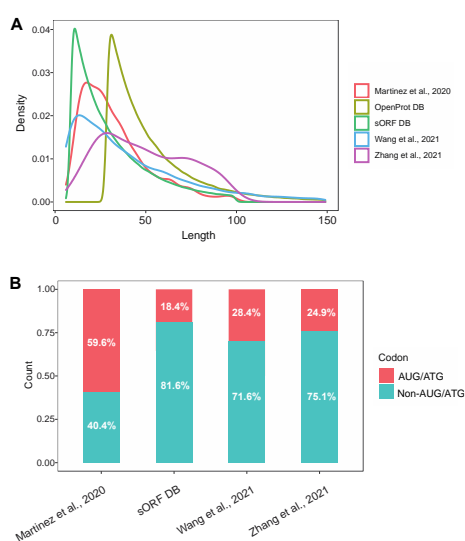 A
0.04
0.03
0.02
0.01
0.00
Density
0
50
100
150
Length
Martinez et al., 2020
OpenProt DB
sORF DB
Wang et al., 2021
Zhang et al., 2021
B
1.00
0.75
0.50
0.25
0.00
Count
59.6%
40.4%
18.4%
81.6%
28.4%
71.6%
24.9%
75.1%
Martinez et al., 2020
sORF DB
Wang et al., 2021
Zhang et al., 2021
Codon
AUG/ATG
Non-AUG/ATG